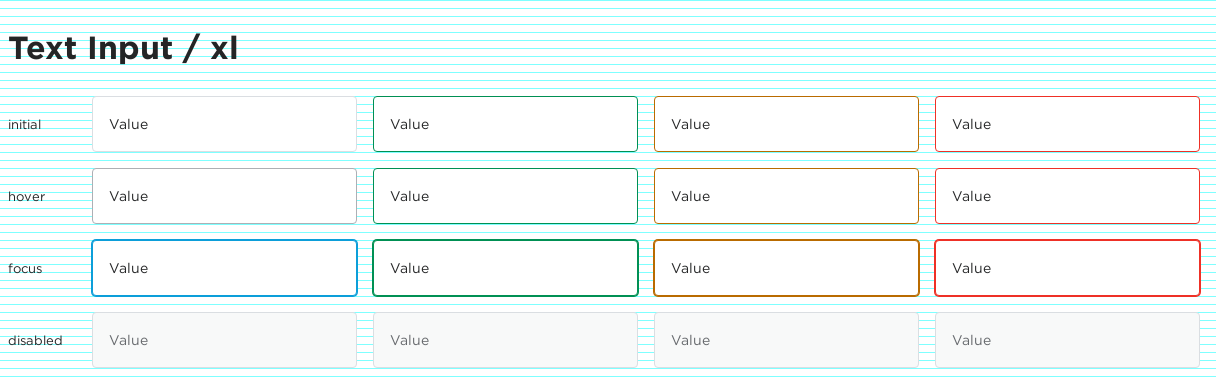 Text Input / xl
initial Value Value Value Value
hover Value Value Value Value
focus Value Value Value Value
disabled Value Value Value Value